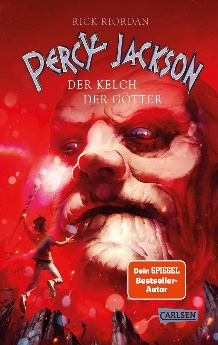 RICK RIORDAN
PERCY JACKSON
DER KELCH
DER GÖTTER
Dein SPIEGEL
Bestseller-
Autor
CARLSEN